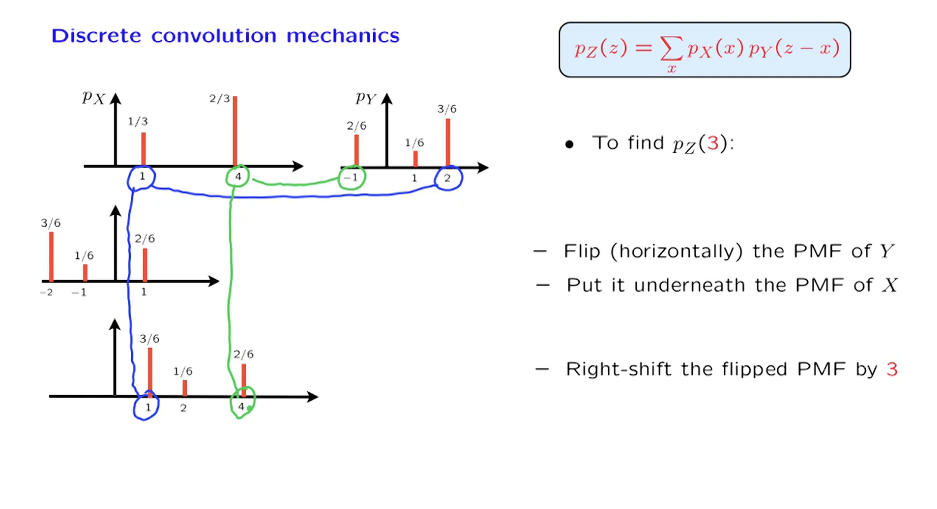 Discrete convolution mechanics
p_Z(z) = ∑_x p_X(x) p_Y(z − x)
p_X
1/3
2/3
1
4
p_Y
2/6
1/6
3/6
−1
1
2
• To find p_Z(3):
3/6
1/6
2/6
−2
−1
1
– Flip (horizontally) the PMF of Y
– Put it underneath the PMF of X
3/6
1/6
2/6
1
2
4
– Right-shift the flipped PMF by 3